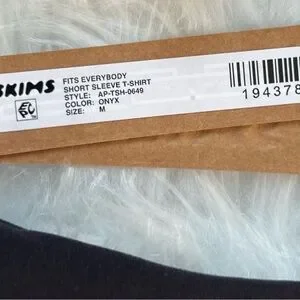 SKIMS
FITS EVERYBODY
SHORT SLEEVE T-SHIRT
STYLE: AP-TSH-0649
COLOR: ONYX
SIZE: M
194378